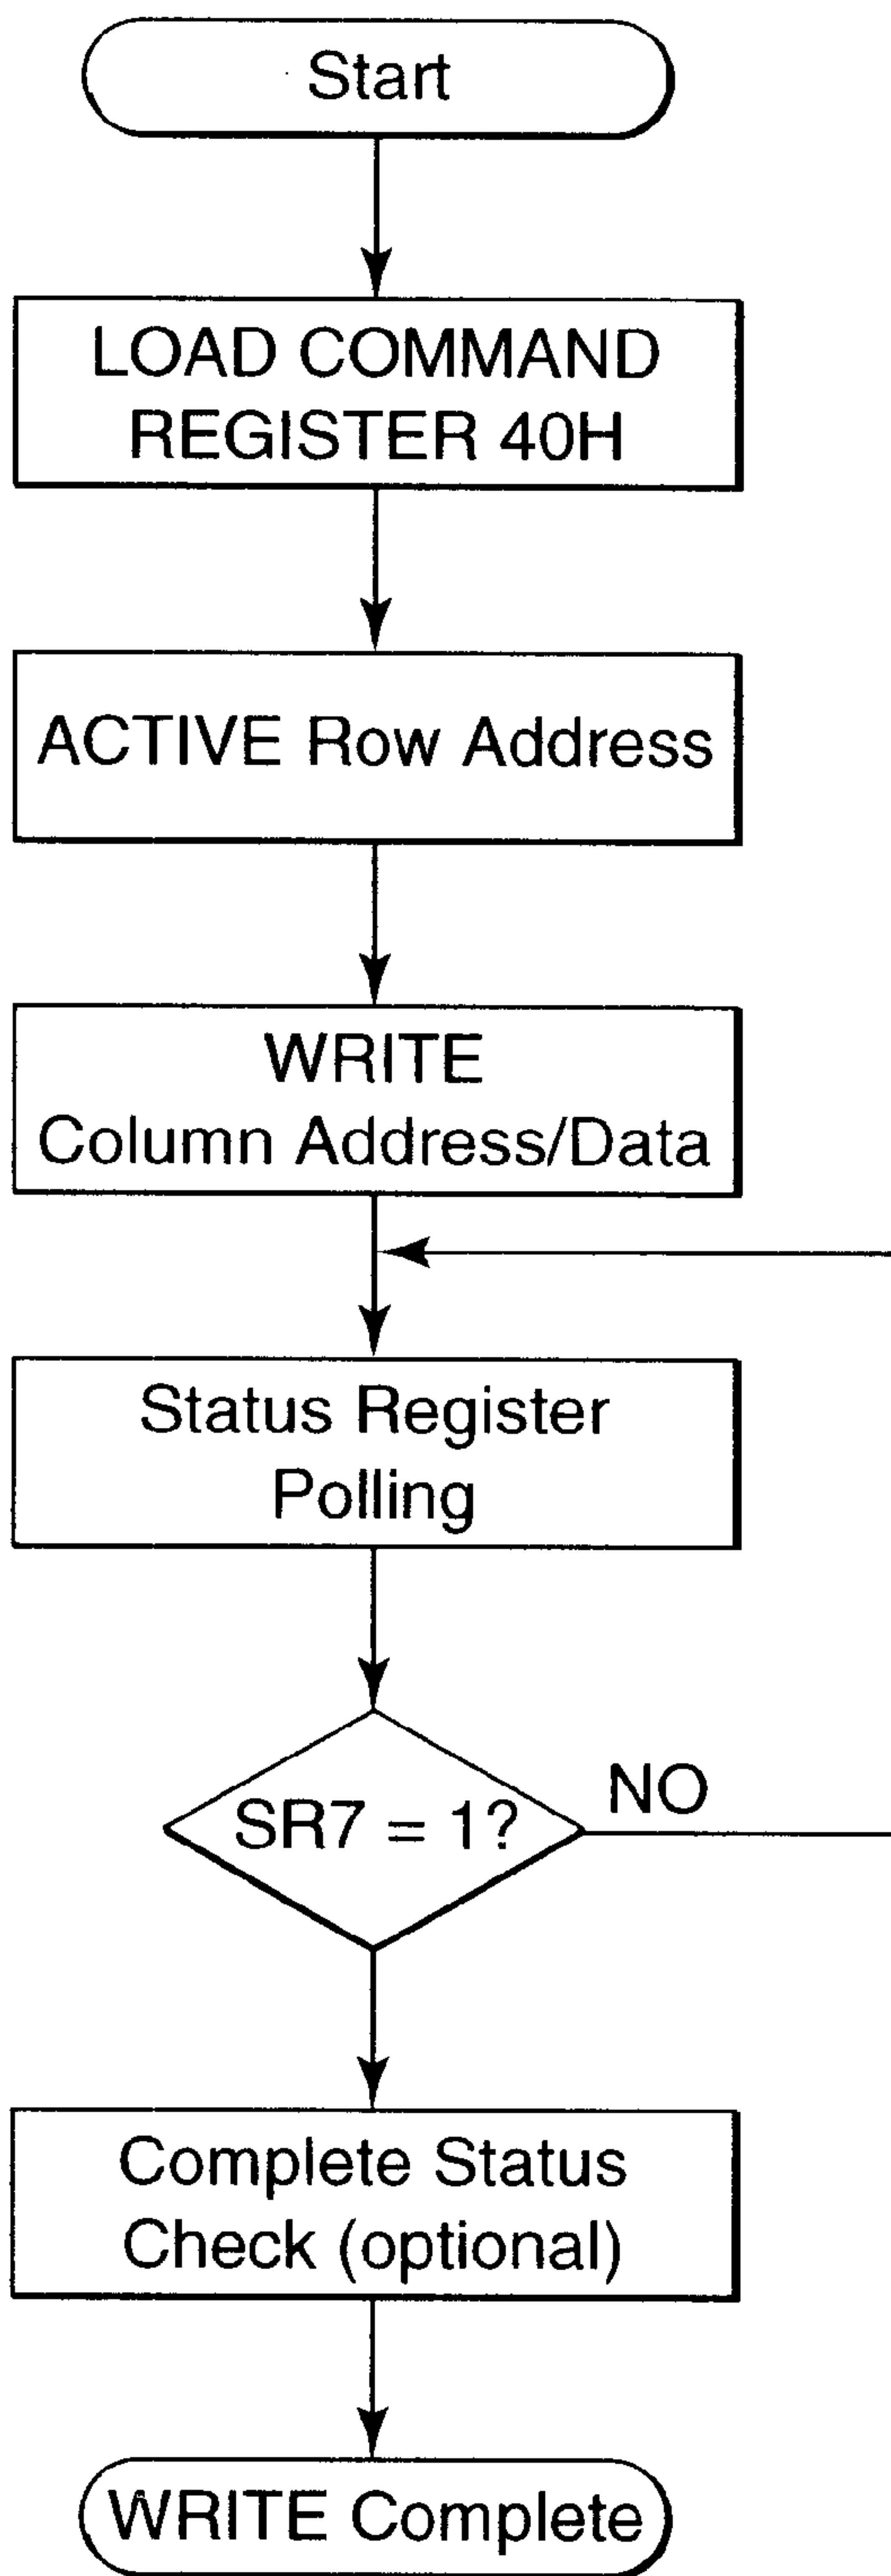 Start
LOAD COMMAND
REGISTER 40H
ACTIVE Row Address
WRITE
Column Address/Data
Status Register
Polling
SR7 = 1?
NO
Complete Status
Check (optional)
WRITE Complete